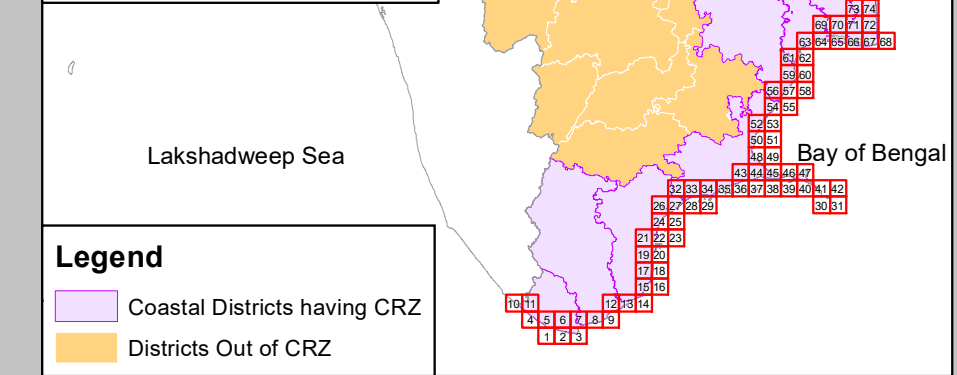 73 74
69 70 71 72
63 64 65 66 67 68
61 62
59 60
56 57 58
54 55
52 53
50 51
Lakshadweep Sea
48 49
Bay of Bengal
43 44 45 46 47
32 33 34 35 36 37 38 39 40 41 42
26 27 28 29 30 31
24 25
21 22 23
19 20
17 18
15 16
10 11 12 13 14
4 5 6 7 8 9
1 2 3
Legend
Coastal Districts having CRZ
Districts Out of CRZ